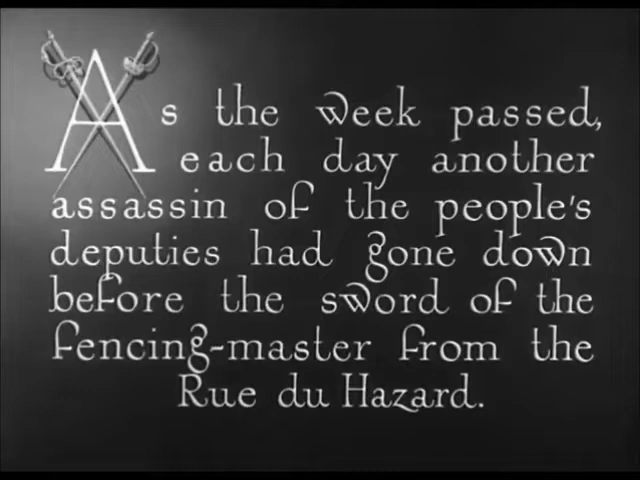 As the week passed,
each day another
assassin of the people's
deputies had gone down
before the sword of the
fencing-master from the
Rue du Hazard.